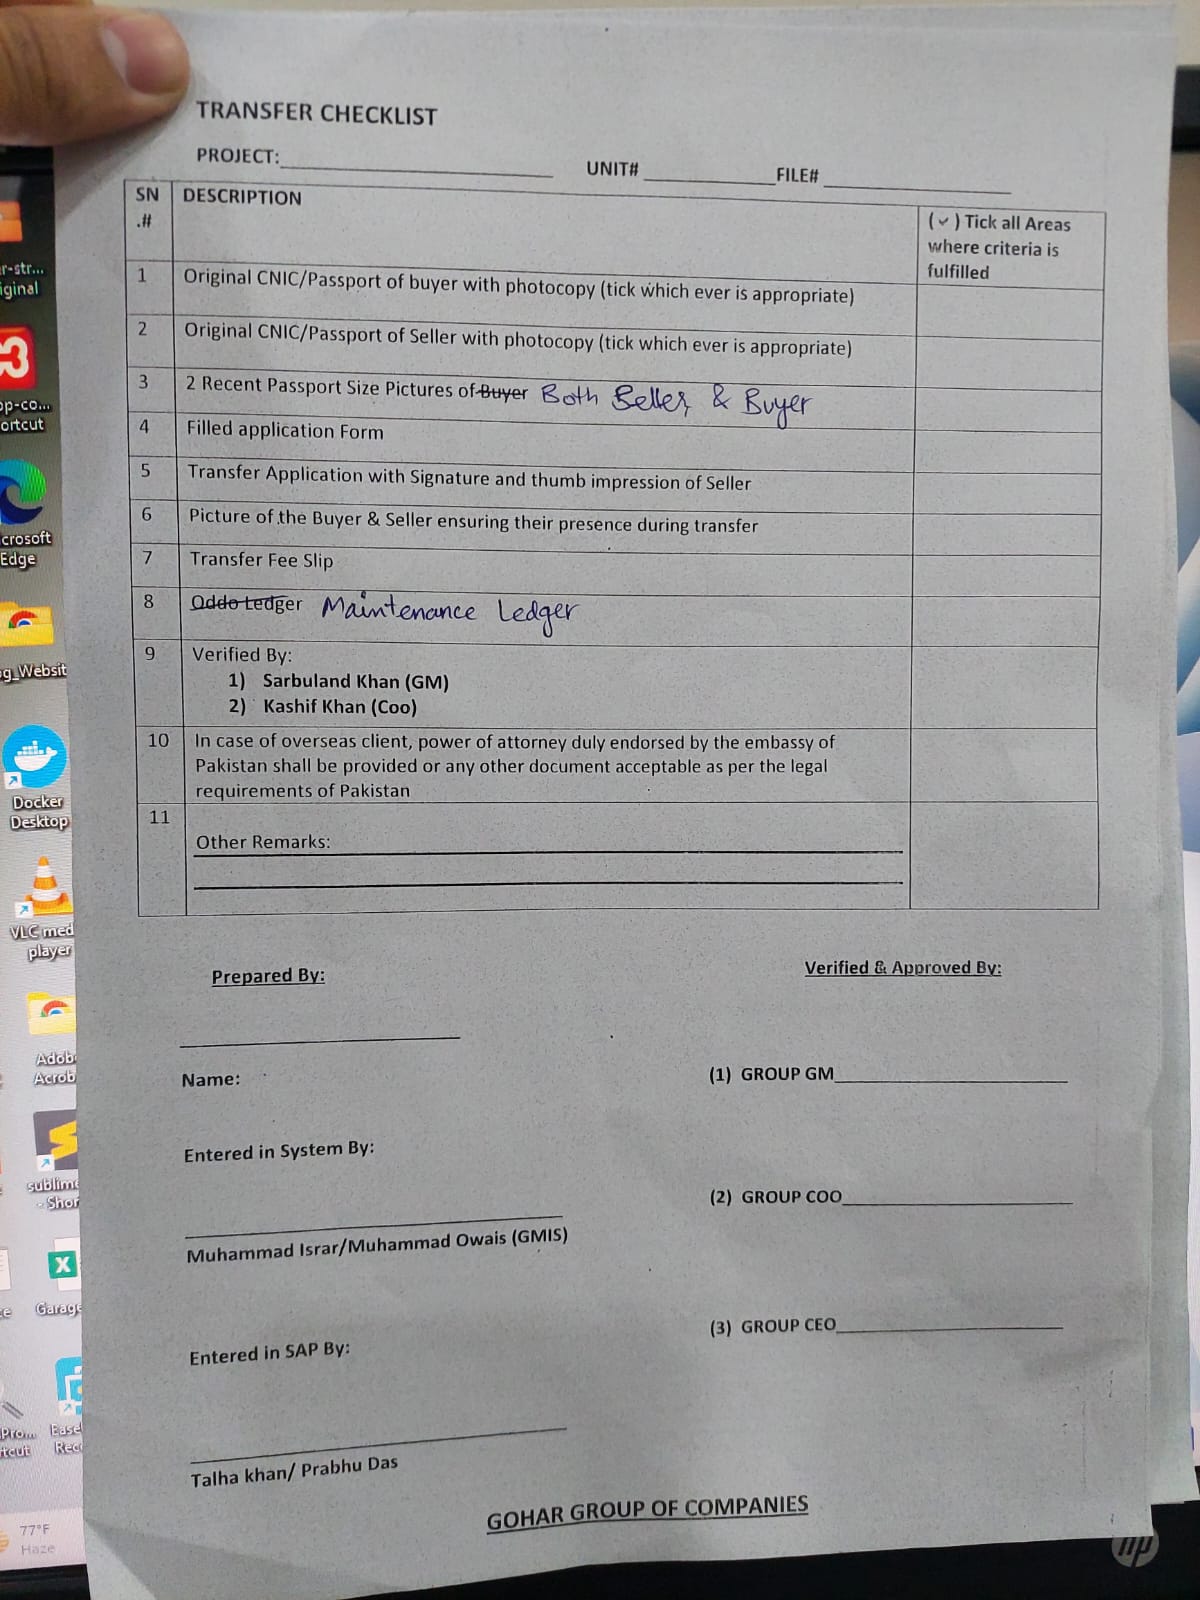 TRANSFER CHECKLIST
PROJECT:
UNIT#
FILE#
SN
.#
DESCRIPTION
(✓) Tick all Areas
where criteria is
fulfilled
1 Original CNIC/Passport of buyer with photocopy (tick which ever is appropriate)
2 Original CNIC/Passport of Seller with photocopy (tick which ever is appropriate)
3 2 Recent Passport Size Pictures of Buyer Both Seller & Buyer
4 Filled application Form
5 Transfer Application with Signature and thumb impression of Seller
6 Picture of the Buyer & Seller ensuring their presence during transfer
7 Transfer Fee Slip
8 Oddo Ledger Maintenance Ledger
9 Verified By:
1) Sarbuland Khan (GM)
2) Kashif Khan (Coo)
10 In case of overseas client, power of attorney duly endorsed by the embassy of
Pakistan shall be provided or any other document acceptable as per the legal
requirements of Pakistan
11
Other Remarks:
Prepared By:
Verified & Approved By:
Name:
(1) GROUP GM
Entered in System By:
(2) GROUP COO
Muhammad Israr/Muhammad Owais (GMIS)
(3) GROUP CEO
Entered in SAP By:
Talha khan/ Prabhu Das
GOHAR GROUP OF COMPANIES
r-str...
iginal
op-co...
ortcut
crosoft
Edge
g_Websit
Docker
Desktop
VLC med
player
Adob
Acrob
sublime
- Shor
X
Garage
Pro...
Ease
tcut
Rec
77°F
Haze
hp